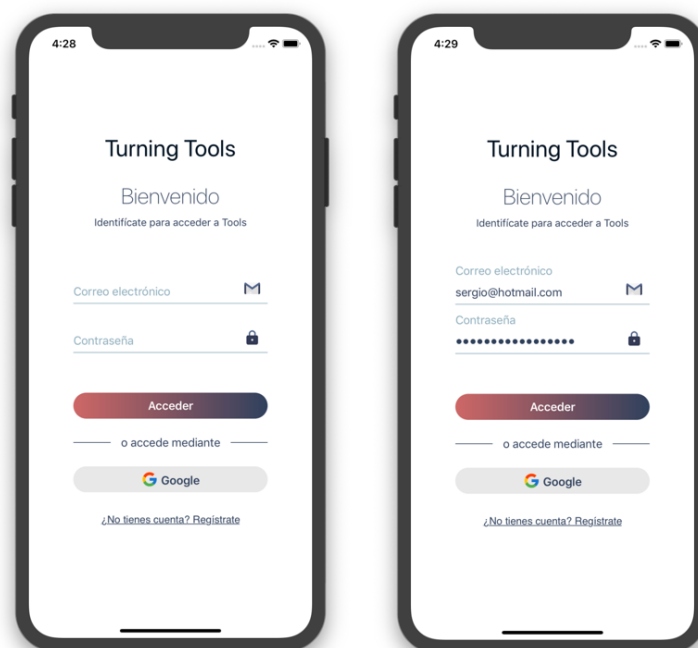 4:28
Turning Tools
Bienvenido
Identifícate para acceder a Tools
Correo electrónico
Contraseña
Acceder
o accede mediante
Google
¿No tienes cuenta? Regístrate
4:29
Turning Tools
Bienvenido
Identifícate para acceder a Tools
Correo electrónico
sergio@hotmail.com
Contraseña
•••••••••••••••••
Acceder
o accede mediante
Google
¿No tienes cuenta? Regístrate